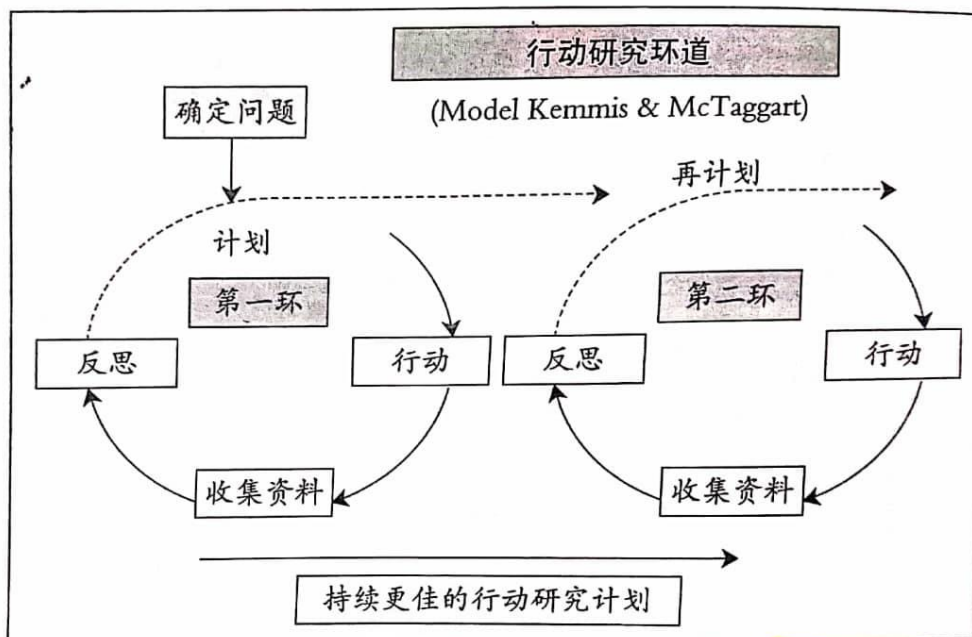 行动研究环道
(Model Kemmis & McTaggart)
确定问题
再计划
计划
第一环
第二环
反思
行动
反思
行动
收集资料
收集资料
持续更佳的行动研究计划